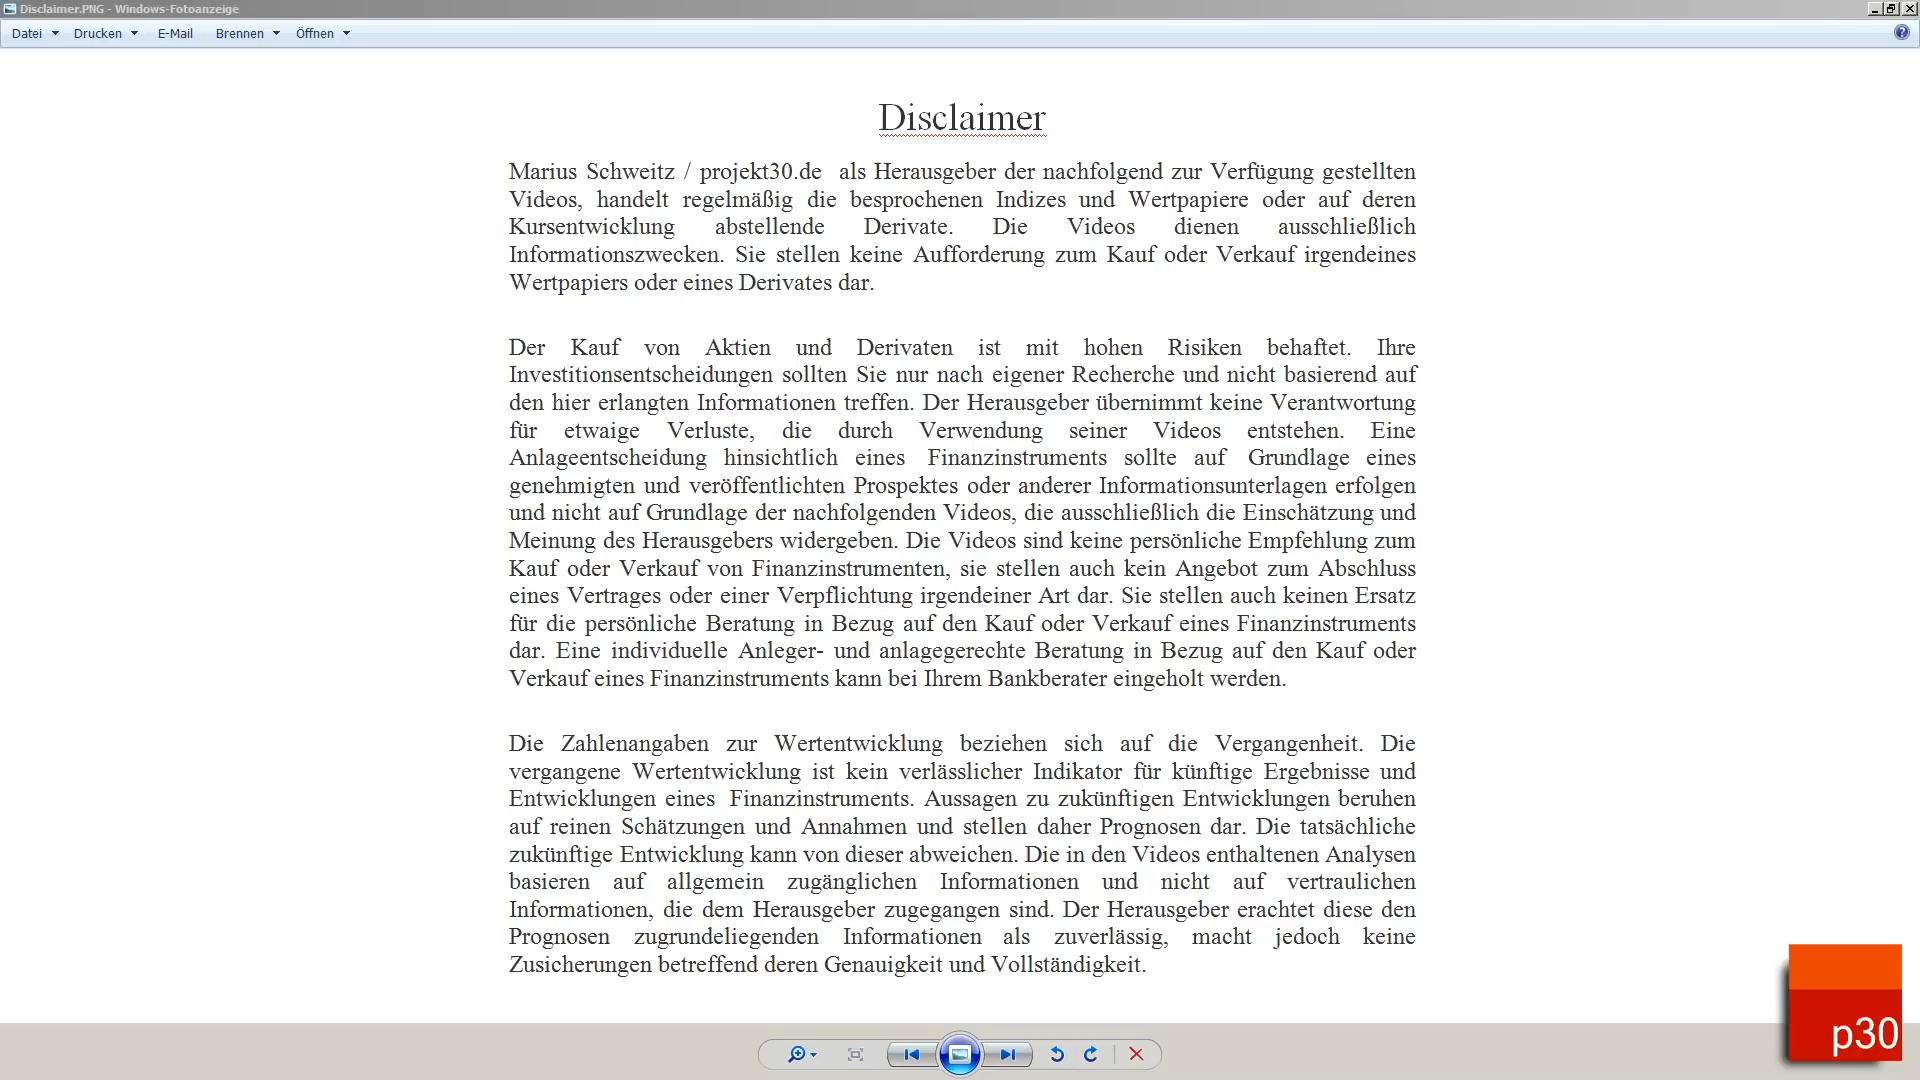 Disclaimer.PNG - Windows-Fotoanzeige
Datei Drucken E-Mail Brennen Öffnen
Disclaimer
Marius Schweitz / projekt30.de als Herausgeber der nachfolgend zur Verfügung gestellten
Videos, handelt regelmäßig die besprochenen Indizes und Wertpapiere oder auf deren
Kursentwicklung abstellende Derivate. Die Videos dienen ausschließlich
Informationszwecken. Sie stellen keine Aufforderung zum Kauf oder Verkauf irgendeines
Wertpapiers oder eines Derivates dar.
Der Kauf von Aktien und Derivaten ist mit hohen Risiken behaftet. Ihre
Investitionsentscheidungen sollten Sie nur nach eigener Recherche und nicht basierend auf
den hier erlangten Informationen treffen. Der Herausgeber übernimmt keine Verantwortung
für etwaige Verluste, die durch Verwendung seiner Videos entstehen. Eine
Anlageentscheidung hinsichtlich eines Finanzinstruments sollte auf Grundlage eines
genehmigten und veröffentlichten Prospektes oder anderer Informationsunterlagen erfolgen
und nicht auf Grundlage der nachfolgenden Videos, die ausschließlich die Einschätzung und
Meinung des Herausgebers widergeben. Die Videos sind keine persönliche Empfehlung zum
Kauf oder Verkauf von Finanzinstrumenten, sie stellen auch kein Angebot zum Abschluss
eines Vertrages oder einer Verpflichtung irgendeiner Art dar. Sie stellen auch keinen Ersatz
für die persönliche Beratung in Bezug auf den Kauf oder Verkauf eines Finanzinstruments
dar. Eine individuelle Anleger- und anlagegerechte Beratung in Bezug auf den Kauf oder
Verkauf eines Finanzinstruments kann bei Ihrem Bankberater eingeholt werden.
Die Zahlenangaben zur Wertentwicklung beziehen sich auf die Vergangenheit. Die
vergangene Wertentwicklung ist kein verlässlicher Indikator für künftige Ergebnisse und
Entwicklungen eines Finanzinstruments. Aussagen zu zukünftigen Entwicklungen beruhen
auf reinen Schätzungen und Annahmen und stellen daher Prognosen dar. Die tatsächliche
zukünftige Entwicklung kann von dieser abweichen. Die in den Videos enthaltenen Analysen
basieren auf allgemein zugänglichen Informationen und nicht auf vertraulichen
Informationen, die dem Herausgeber zugegangen sind. Der Herausgeber erachtet diese den
Prognosen zugrundeliegenden Informationen als zuverlässig, macht jedoch keine
Zusicherungen betreffend deren Genauigkeit und Vollständigkeit.
p30